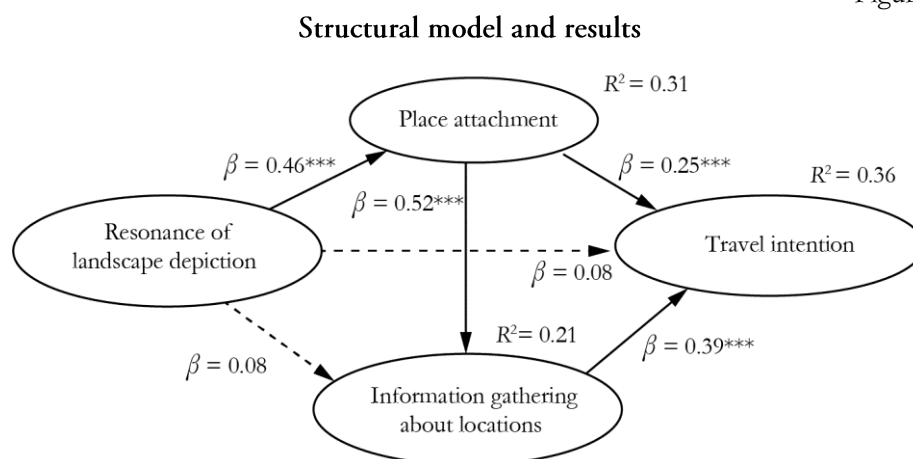 Structural model and results
R² = 0.31
Place attachment
β = 0.46***
β = 0.25***
R² = 0.36
β = 0.52***
Resonance of
landscape depiction
Travel intention
β = 0.08
R²= 0.21
β = 0.39***
β = 0.08
Information gathering
about locations